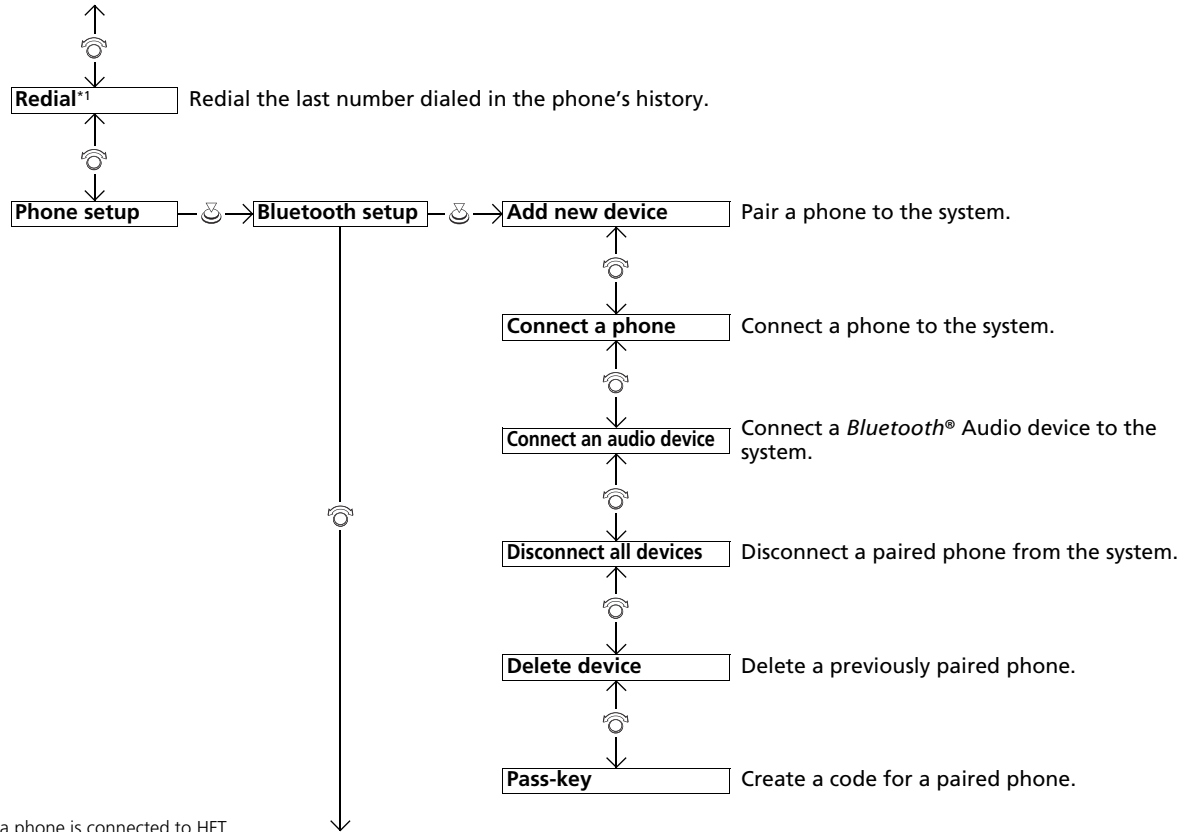 Redial*1 Redial the last number dialed in the phone's history.
Phone setup Bluetooth setup Add new device Pair a phone to the system.
Connect a phone Connect a phone to the system.
Connect an audio device Connect a Bluetooth® Audio device to the
system.
Disconnect all devices Disconnect a paired phone from the system.
Delete device Delete a previously paired phone.
Pass-key Create a code for a paired phone.
a phone is connected to HFT